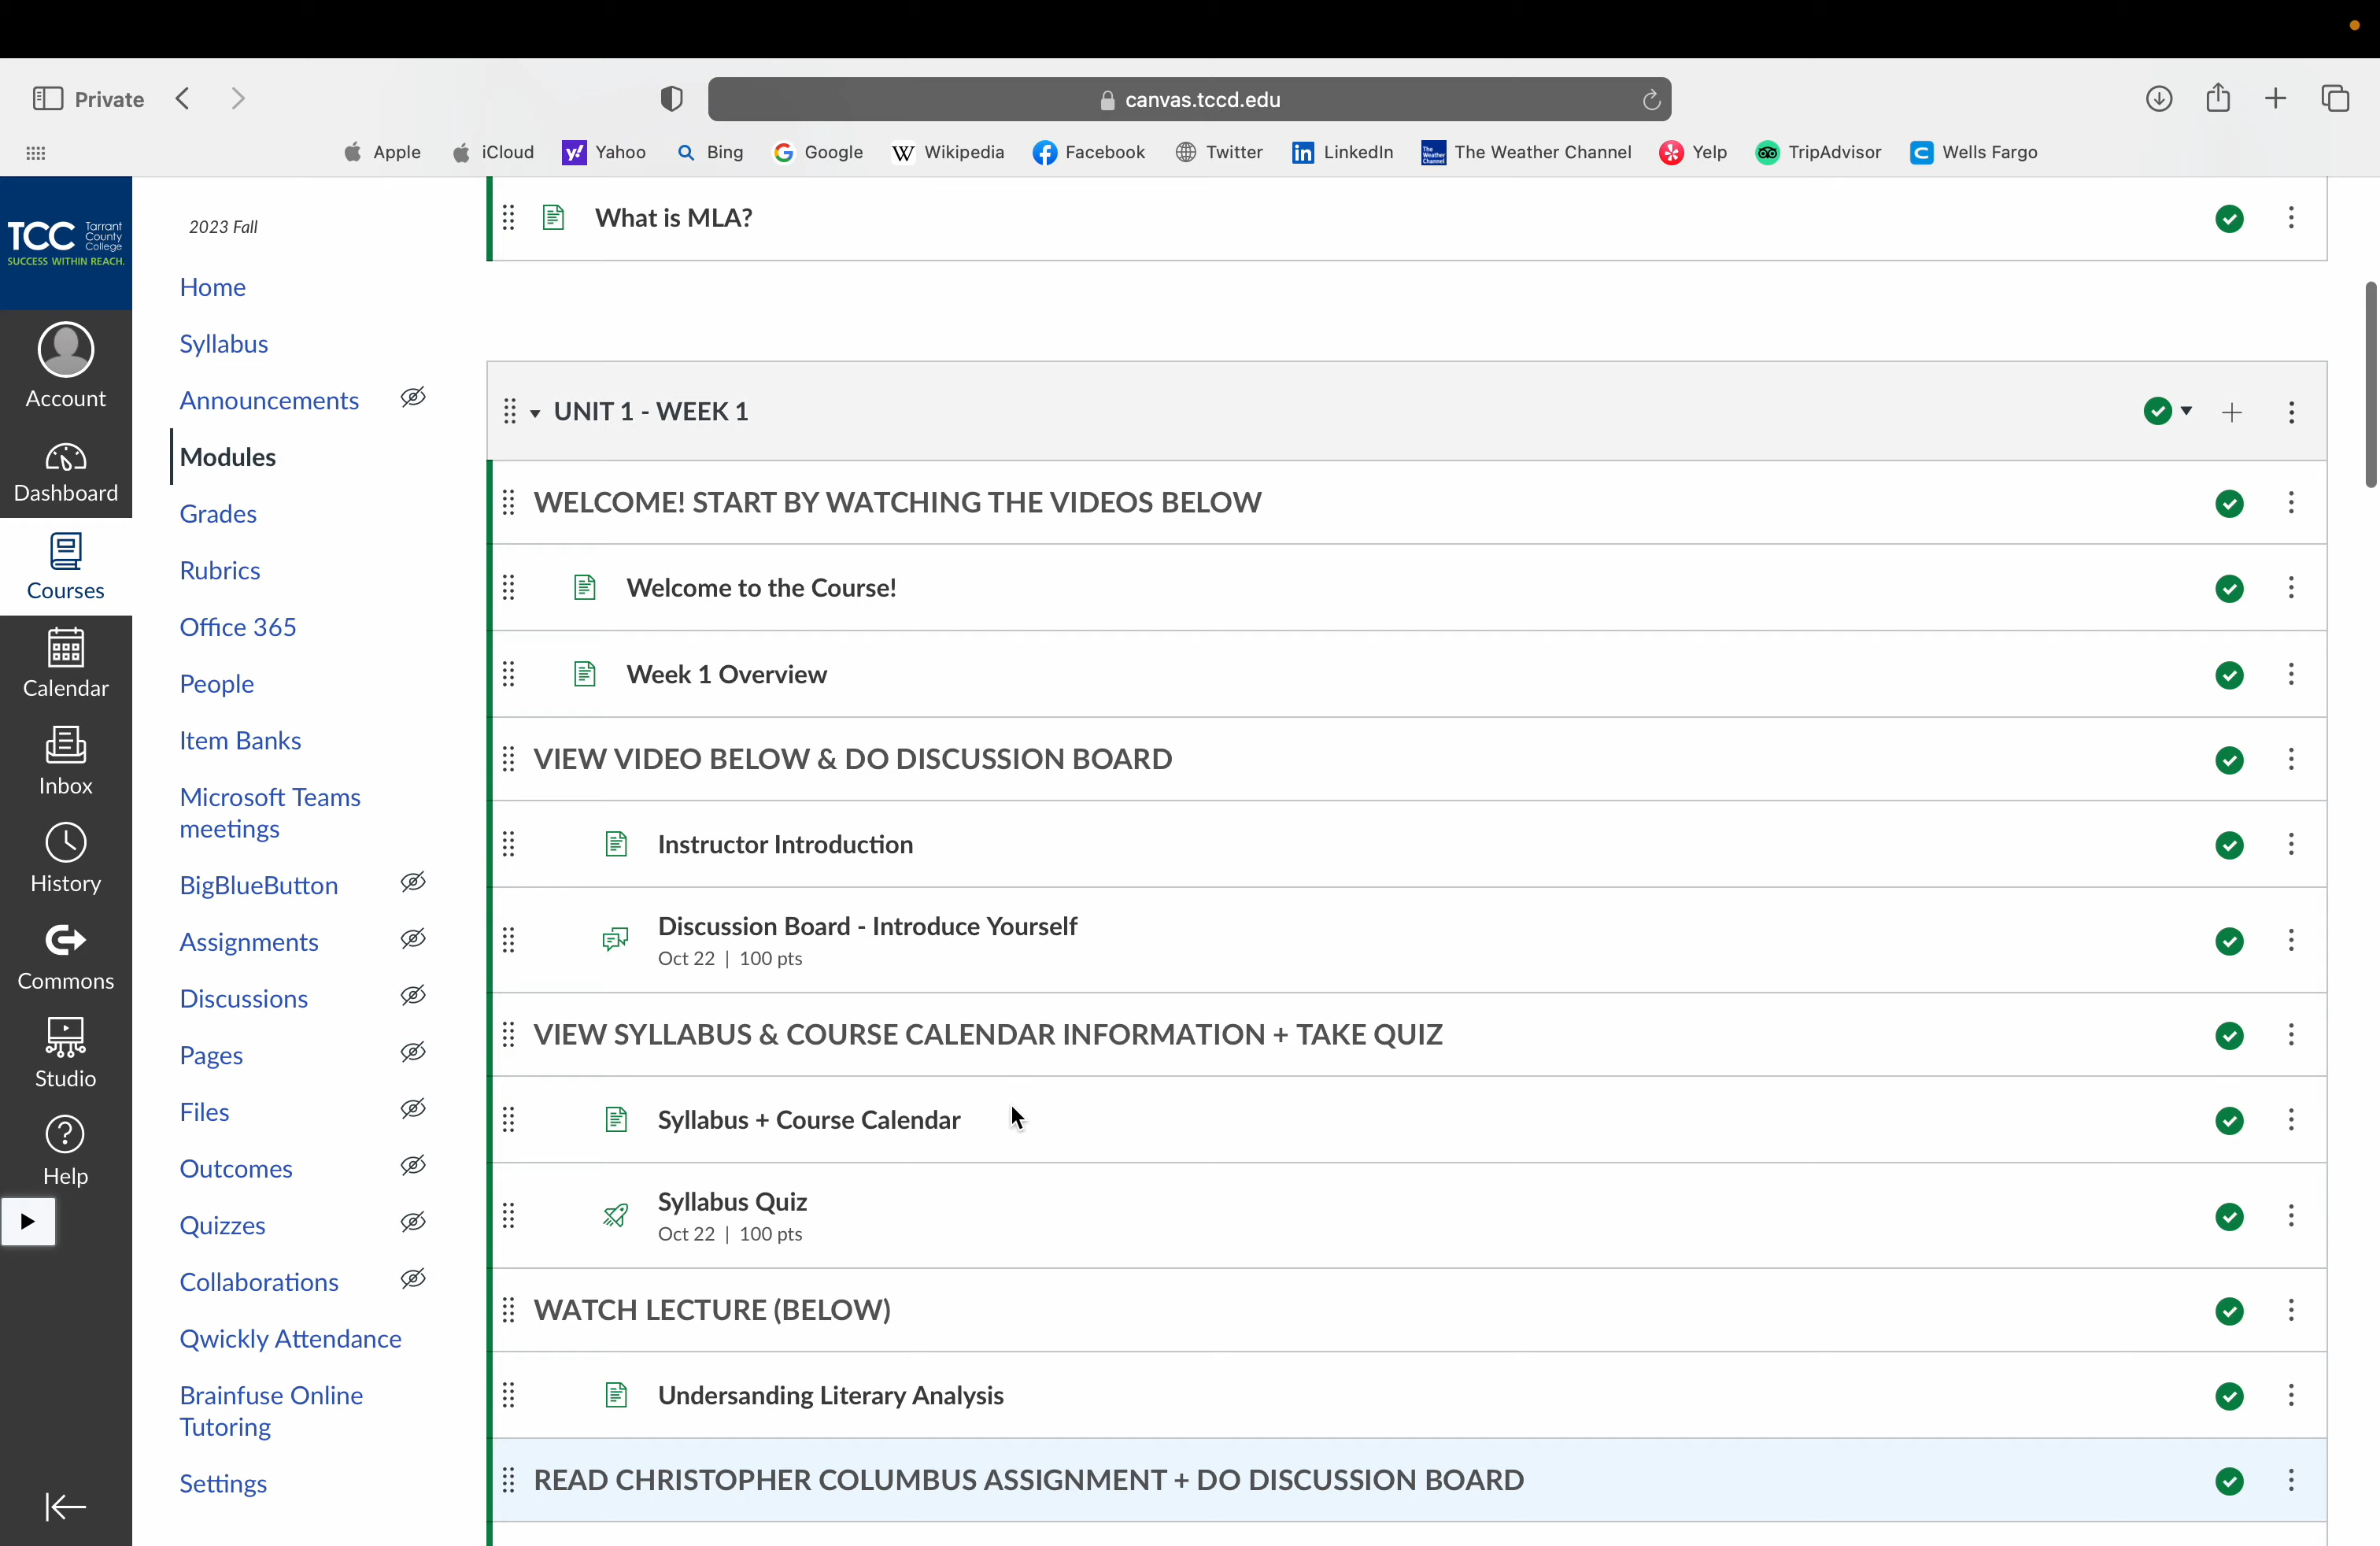 Private
canvas.tccd.edu
Apple
iCloud
Yahoo
Bing
Google
Wikipedia
Facebook
Twitter
LinkedIn
The Weather Channel
Yelp
TripAdvisor
Wells Fargo
TCC Tarrant County College
SUCCESS WITHIN REACH.
Account
Dashboard
Courses
Calendar
Inbox
History
Commons
Studio
Help
2023 Fall
Home
Syllabus
Announcements
Modules
Grades
Rubrics
Office 365
People
Item Banks
Microsoft Teams
meetings
BigBlueButton
Assignments
Discussions
Pages
Files
Outcomes
Quizzes
Collaborations
Qwickly Attendance
Brainfuse Online
Tutoring
Settings
What is MLA?
UNIT 1 - WEEK 1
WELCOME! START BY WATCHING THE VIDEOS BELOW
Welcome to the Course!
Week 1 Overview
VIEW VIDEO BELOW & DO DISCUSSION BOARD
Instructor Introduction
Discussion Board - Introduce Yourself
Oct 22 | 100 pts
VIEW SYLLABUS & COURSE CALENDAR INFORMATION + TAKE QUIZ
Syllabus + Course Calendar
Syllabus Quiz
Oct 22 | 100 pts
WATCH LECTURE (BELOW)
Undersanding Literary Analysis
READ CHRISTOPHER COLUMBUS ASSIGNMENT + DO DISCUSSION BOARD